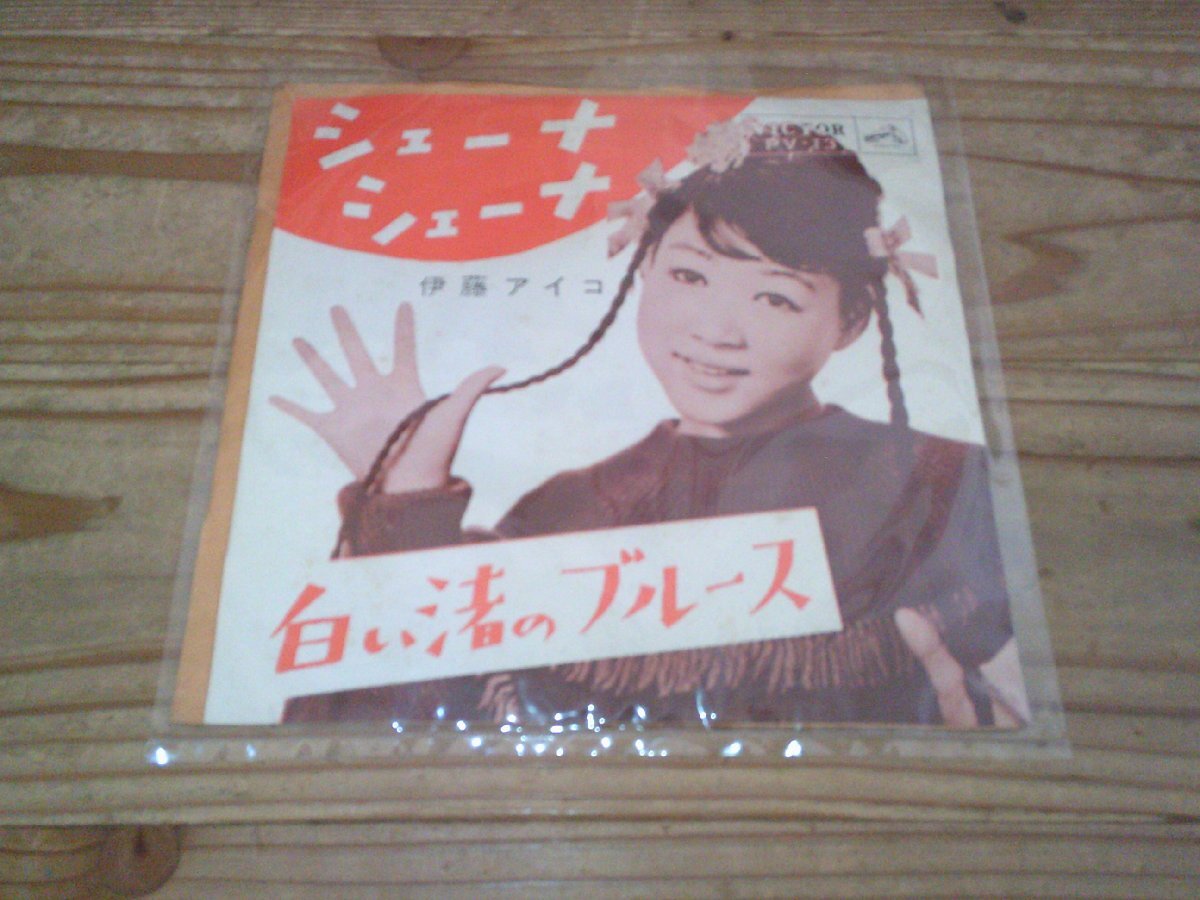 シェーナ
シェーナ
伊藤アイコ
白い渚のブルース